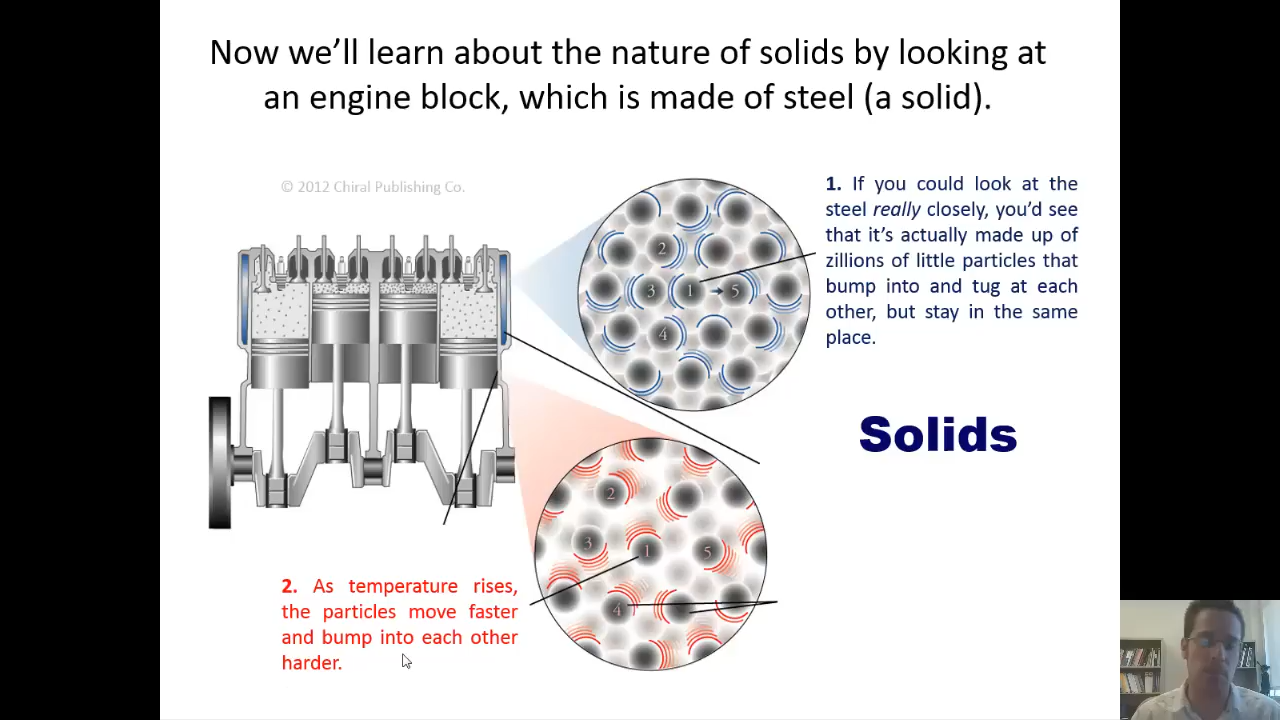 Now we'll learn about the nature of solids by looking at
an engine block, which is made of steel (a solid).
© 2012 Chiral Publishing Co.
1. If you could look at the
steel really closely, you'd see
that it's actually made up of
zillions of little particles that
bump into and tug at each
other, but stay in the same
place.
2
3
1
5
4
Solids
2
3
1
5
4
2. As temperature rises,
the particles move faster
and bump into each other
harder.